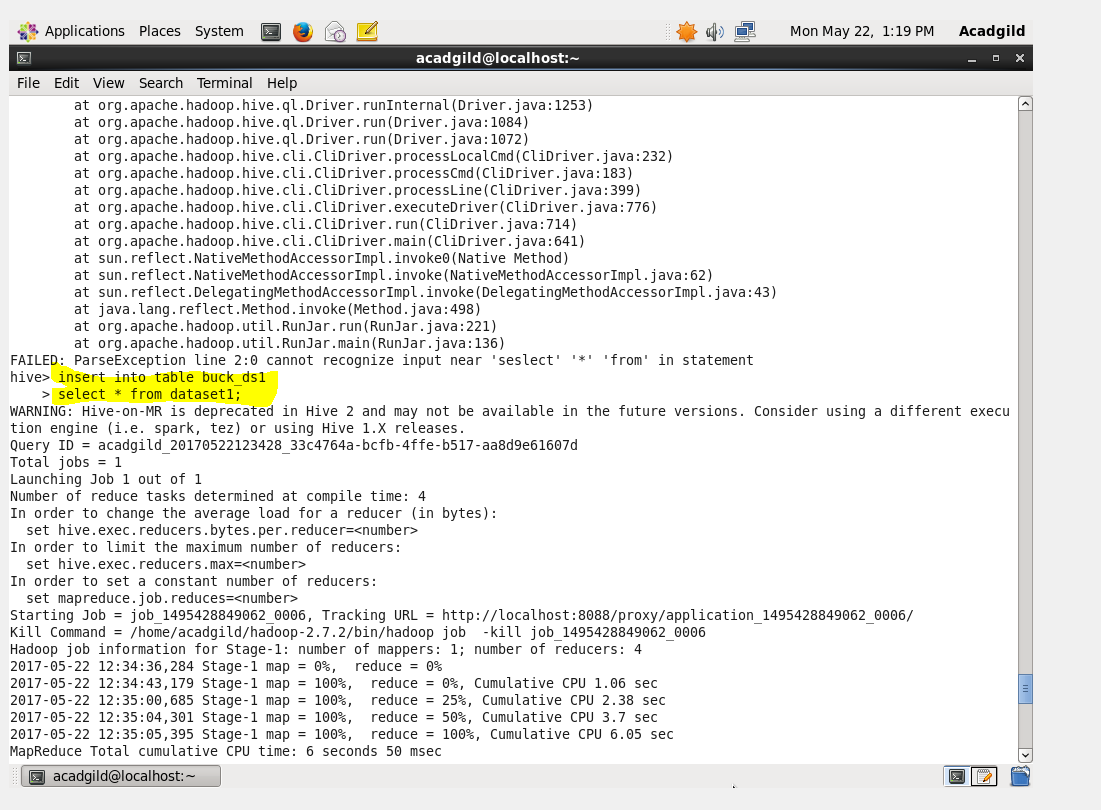 Applications Places System Mon May 22, 1:19 PM Acadgild
acadgild@localhost:~
File Edit View Search Terminal Help
at org.apache.hadoop.hive.ql.Driver.runInternal(Driver.java:1253)
at org.apache.hadoop.hive.ql.Driver.run(Driver.java:1084)
at org.apache.hadoop.hive.ql.Driver.run(Driver.java:1072)
at org.apache.hadoop.hive.cli.CliDriver.processLocalCmd(CliDriver.java:232)
at org.apache.hadoop.hive.cli.CliDriver.processCmd(CliDriver.java:183)
at org.apache.hadoop.hive.cli.CliDriver.processLine(CliDriver.java:399)
at org.apache.hadoop.hive.cli.CliDriver.executeDriver(CliDriver.java:776)
at org.apache.hadoop.hive.cli.CliDriver.run(CliDriver.java:714)
at org.apache.hadoop.hive.cli.CliDriver.main(CliDriver.java:641)
at sun.reflect.NativeMethodAccessorImpl.invoke0(Native Method)
at sun.reflect.NativeMethodAccessorImpl.invoke(NativeMethodAccessorImpl.java:62)
at sun.reflect.DelegatingMethodAccessorImpl.invoke(DelegatingMethodAccessorImpl.java:43)
at java.lang.reflect.Method.invoke(Method.java:498)
at org.apache.hadoop.util.RunJar.run(RunJar.java:221)
at org.apache.hadoop.util.RunJar.main(RunJar.java:136)
FAILED: ParseException line 2:0 cannot recognize input near 'seslect' '*' 'from' in statement
hive> insert into table buck_ds1
> select * from dataset1;
WARNING: Hive-on-MR is deprecated in Hive 2 and may not be available in the future versions. Consider using a different execu
tion engine (i.e. spark, tez) or using Hive 1.X releases.
Query ID = acadgild_20170522123428_33c4764a-bcfb-4ffe-b517-aa8d9e61607d
Total jobs = 1
Launching Job 1 out of 1
Number of reduce tasks determined at compile time: 4
In order to change the average load for a reducer (in bytes):
set hive.exec.reducers.bytes.per.reducer=<number>
In order to limit the maximum number of reducers:
set hive.exec.reducers.max=<number>
In order to set a constant number of reducers:
set mapreduce.job.reduces=<number>
Starting Job = job_1495428849062_0006, Tracking URL = http://localhost:8088/proxy/application_1495428849062_0006/
Kill Command = /home/acadgild/hadoop-2.7.2/bin/hadoop job  -kill job_1495428849062_0006
Hadoop job information for Stage-1: number of mappers: 1; number of reducers: 4
2017-05-22 12:34:36,284 Stage-1 map = 0%,  reduce = 0%
2017-05-22 12:34:43,179 Stage-1 map = 100%,  reduce = 0%, Cumulative CPU 1.06 sec
2017-05-22 12:35:00,685 Stage-1 map = 100%,  reduce = 25%, Cumulative CPU 2.38 sec
2017-05-22 12:35:04,301 Stage-1 map = 100%,  reduce = 50%, Cumulative CPU 3.7 sec
2017-05-22 12:35:05,395 Stage-1 map = 100%,  reduce = 100%, Cumulative CPU 6.05 sec
MapReduce Total cumulative CPU time: 6 seconds 50 msec
acadgild@localhost:~